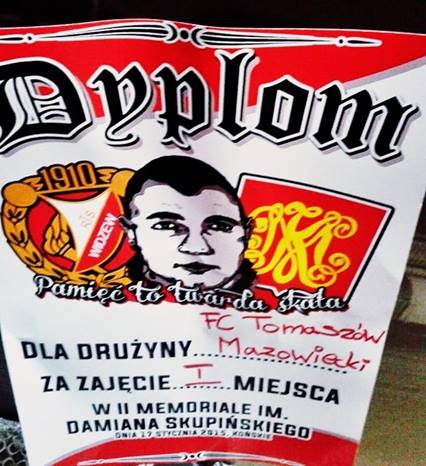 Dyplom
1910
RTS
WIDZEW
Pamięć to twarda skała
FC Tomaszów
DLA DRUŻYNY....Mazowiecki
ZA ZAJĘCIE....I....MIEJSCA
W II MEMORIALE IM.
DAMIANA SKUPIŃSKIEGO
DNIA 17 STYCZNIA 2015, KOŃSKIE